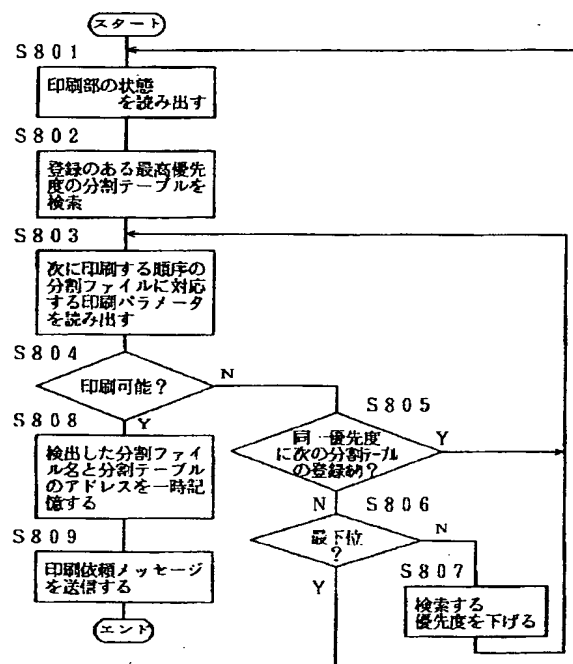 スタート
S801
印刷部の状態
を読み出す
S802
登録のある最高優先
度の分割テーブルを
検索
S803
次に印刷する順序の
分割ファイルに対応
する印刷パラメータ
を読み出す
S804
印刷可能?
N
Y
S805
同一優先度
に次の分割テーブル
の登録あり?
Y
N
S806
最下位
?
N
Y
S807
検索する
優先度を下げる
S808
検出した分割ファイ
ル名と分割テーブル
のアドレスを一時記
憶する
S809
印刷依頼メッセージ
を送信する
エンド